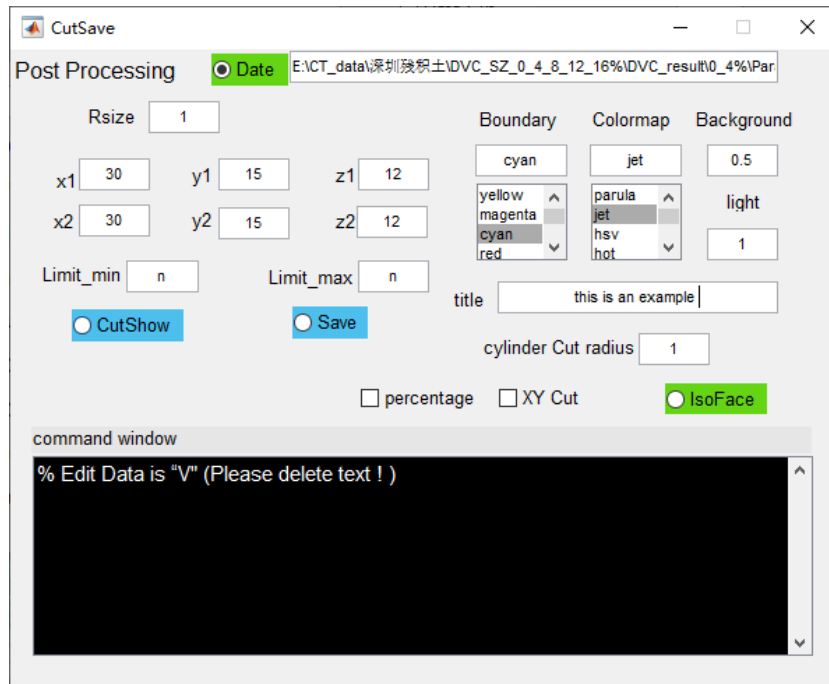 CutSave
Post Processing
Date
E:\CT_data\深圳残积土\DVC_SZ_0_4_8_12_16%\DVC_result\0_4%\Par
Rsize 1
Boundary Colormap Background
cyan jet 0.5
x1 30 y1 15 z1 12
x2 30 y2 15 z2 12
yellow
magenta
cyan
red
parula
jet
hsv
hot
light
1
Limit_min n Limit_max n
title this is an example
CutShow Save
cylinder Cut radius 1
percentage XY Cut IsoFace
command window
% Edit Data is “V" (Please delete text ! )